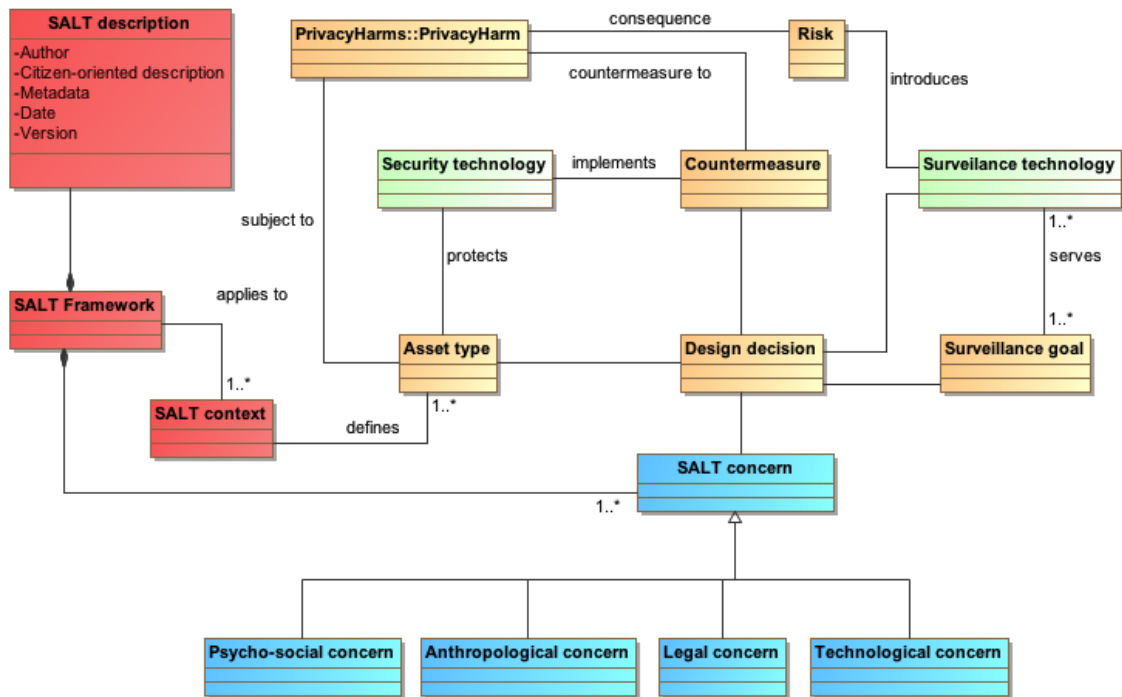 SALT description
-Author
-Citizen-oriented description
-Metadata
-Date
-Version
PrivacyHarms::PrivacyHarm
consequence
Risk
countermeasure to
introduces
Security technology
implements
Countermeasure
Surveilance technology
subject to
protects
1..*
serves
SALT Framework
applies to
1..*
Asset type
Design decision
Surveillance goal
1..*
SALT context
1..*
defines
SALT concern
1..*
Psycho-social concern
Anthropological concern
Legal concern
Technological concern